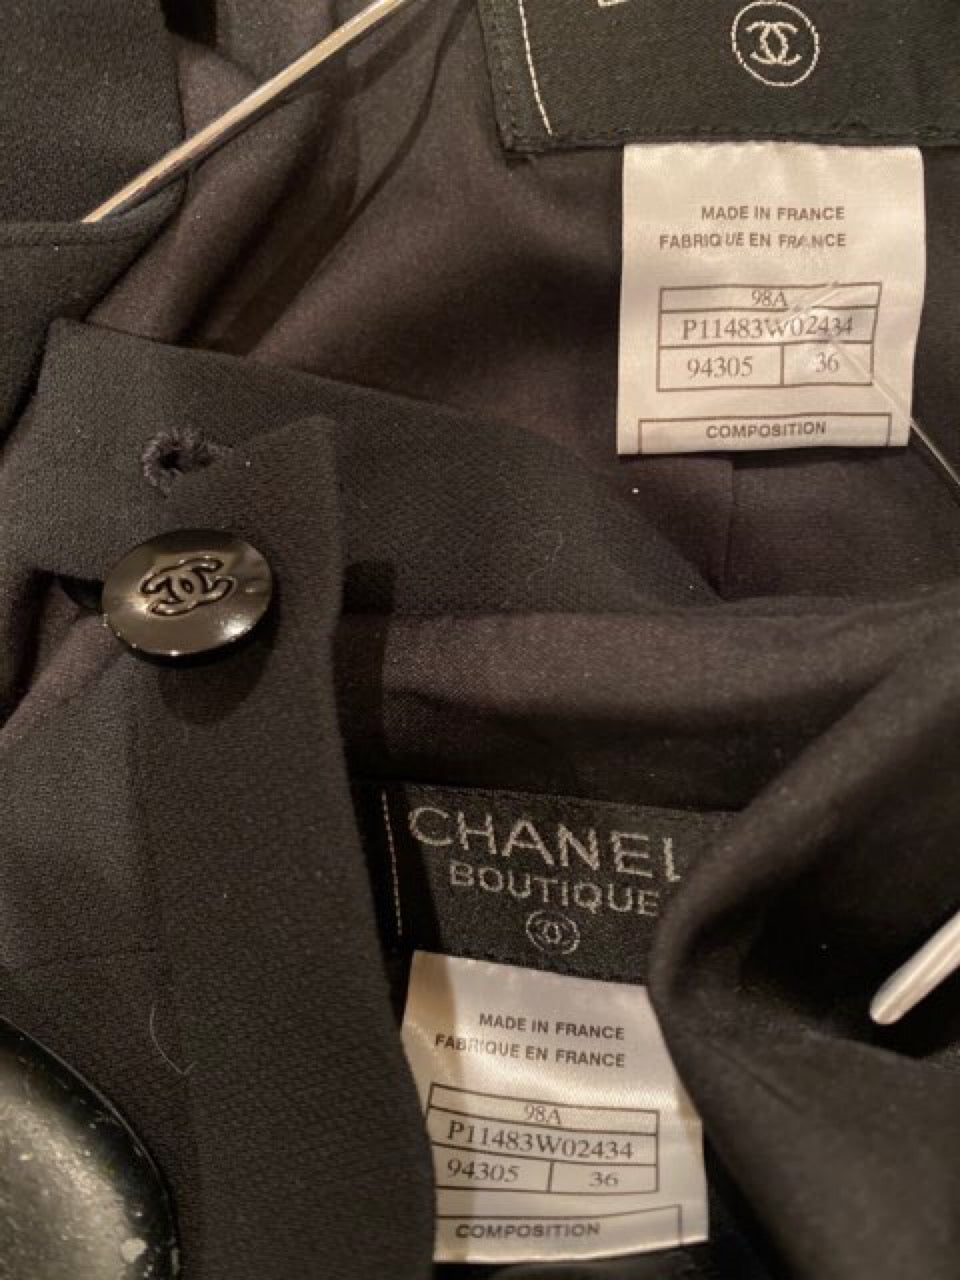 MADE IN FRANCE
FABRIQUE EN FRANCE
98A
P11483W02434
94305 36
COMPOSITION
CHANEL
BOUTIQUE
MADE IN FRANCE
FABRIQUE EN FRANCE
98A
P11483W02434
94305 36
COMPOSITION